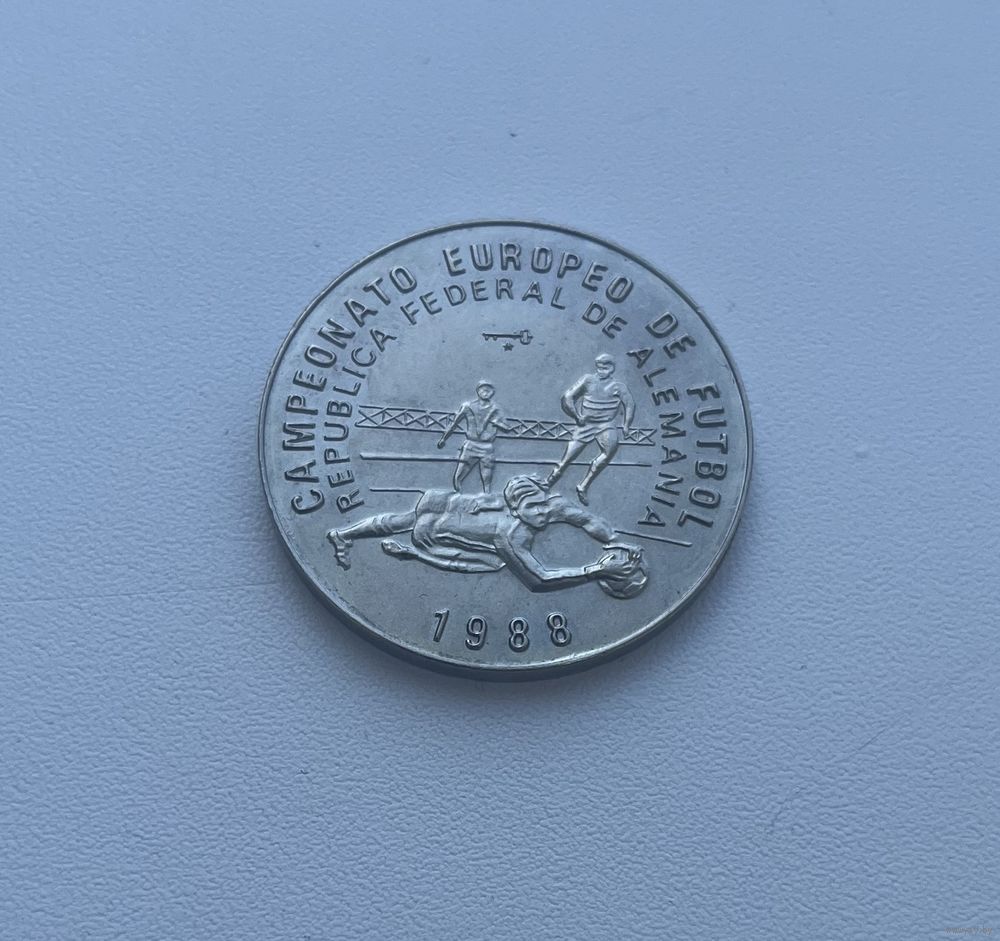 CAMPEONATO EUROPEO DE FUTBOL
REPUBLICA FEDERAL DE ALEMANIA
1988